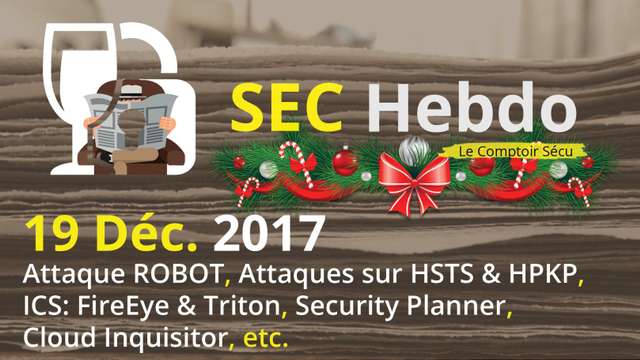 SEC Hebdo
Le Comptoir Sécu
19 Déc. 2017
Attaque ROBOT, Attaques sur HSTS & HPKP,
ICS: FireEye & Triton, Security Planner,
Cloud Inquisitor, etc.